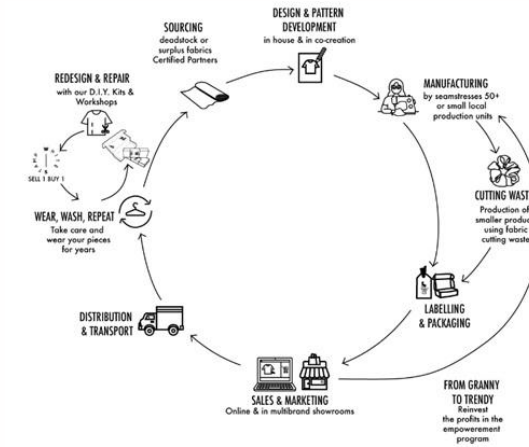 DESIGN & PATTERN
DEVELOPMENT
in house & in co-creation
SOURCING
deadstock or
surplus fabrics
Certified Partners
MANUFACTURING
by seamstresses 50+
or small local
production units
REDESIGN & REPAIR
with our D.I.Y. Kits &
Workshops
SELL 1 BUY 1
CUTTING WAST
Production of
smaller produc
using fabric
cutting waste
WEAR, WASH, REPEAT
Take care and
wear your pieces
for years
LABELLING
& PACKAGING
DISTRIBUTION
& TRANSPORT
SALES & MARKETING
Online & in multibrand showrooms
FROM GRANNY
TO TRENDY
Reinvest
the profits in the
empowerement
program